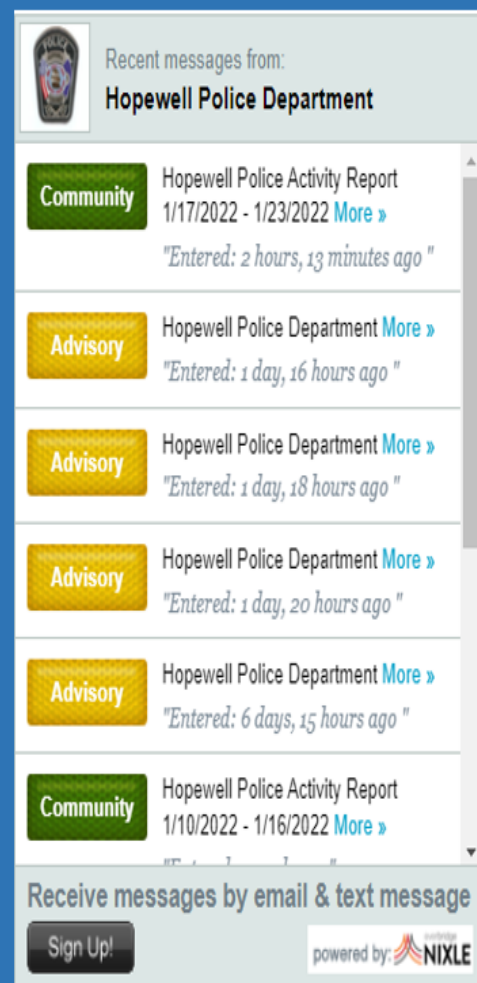 POLICE
Recent messages from:
Hopewell Police Department
Community
Hopewell Police Activity Report
1/17/2022 - 1/23/2022 More »
"Entered: 2 hours, 13 minutes ago "
Advisory
Hopewell Police Department More »
"Entered: 1 day, 16 hours ago "
Advisory
Hopewell Police Department More »
"Entered: 1 day, 18 hours ago "
Advisory
Hopewell Police Department More »
"Entered: 1 day, 20 hours ago "
Advisory
Hopewell Police Department More »
"Entered: 6 days, 15 hours ago "
Community
Hopewell Police Activity Report
1/10/2022 - 1/16/2022 More »
Receive messages by email & text message
Sign Up!
powered by: everbridge
NIXLE